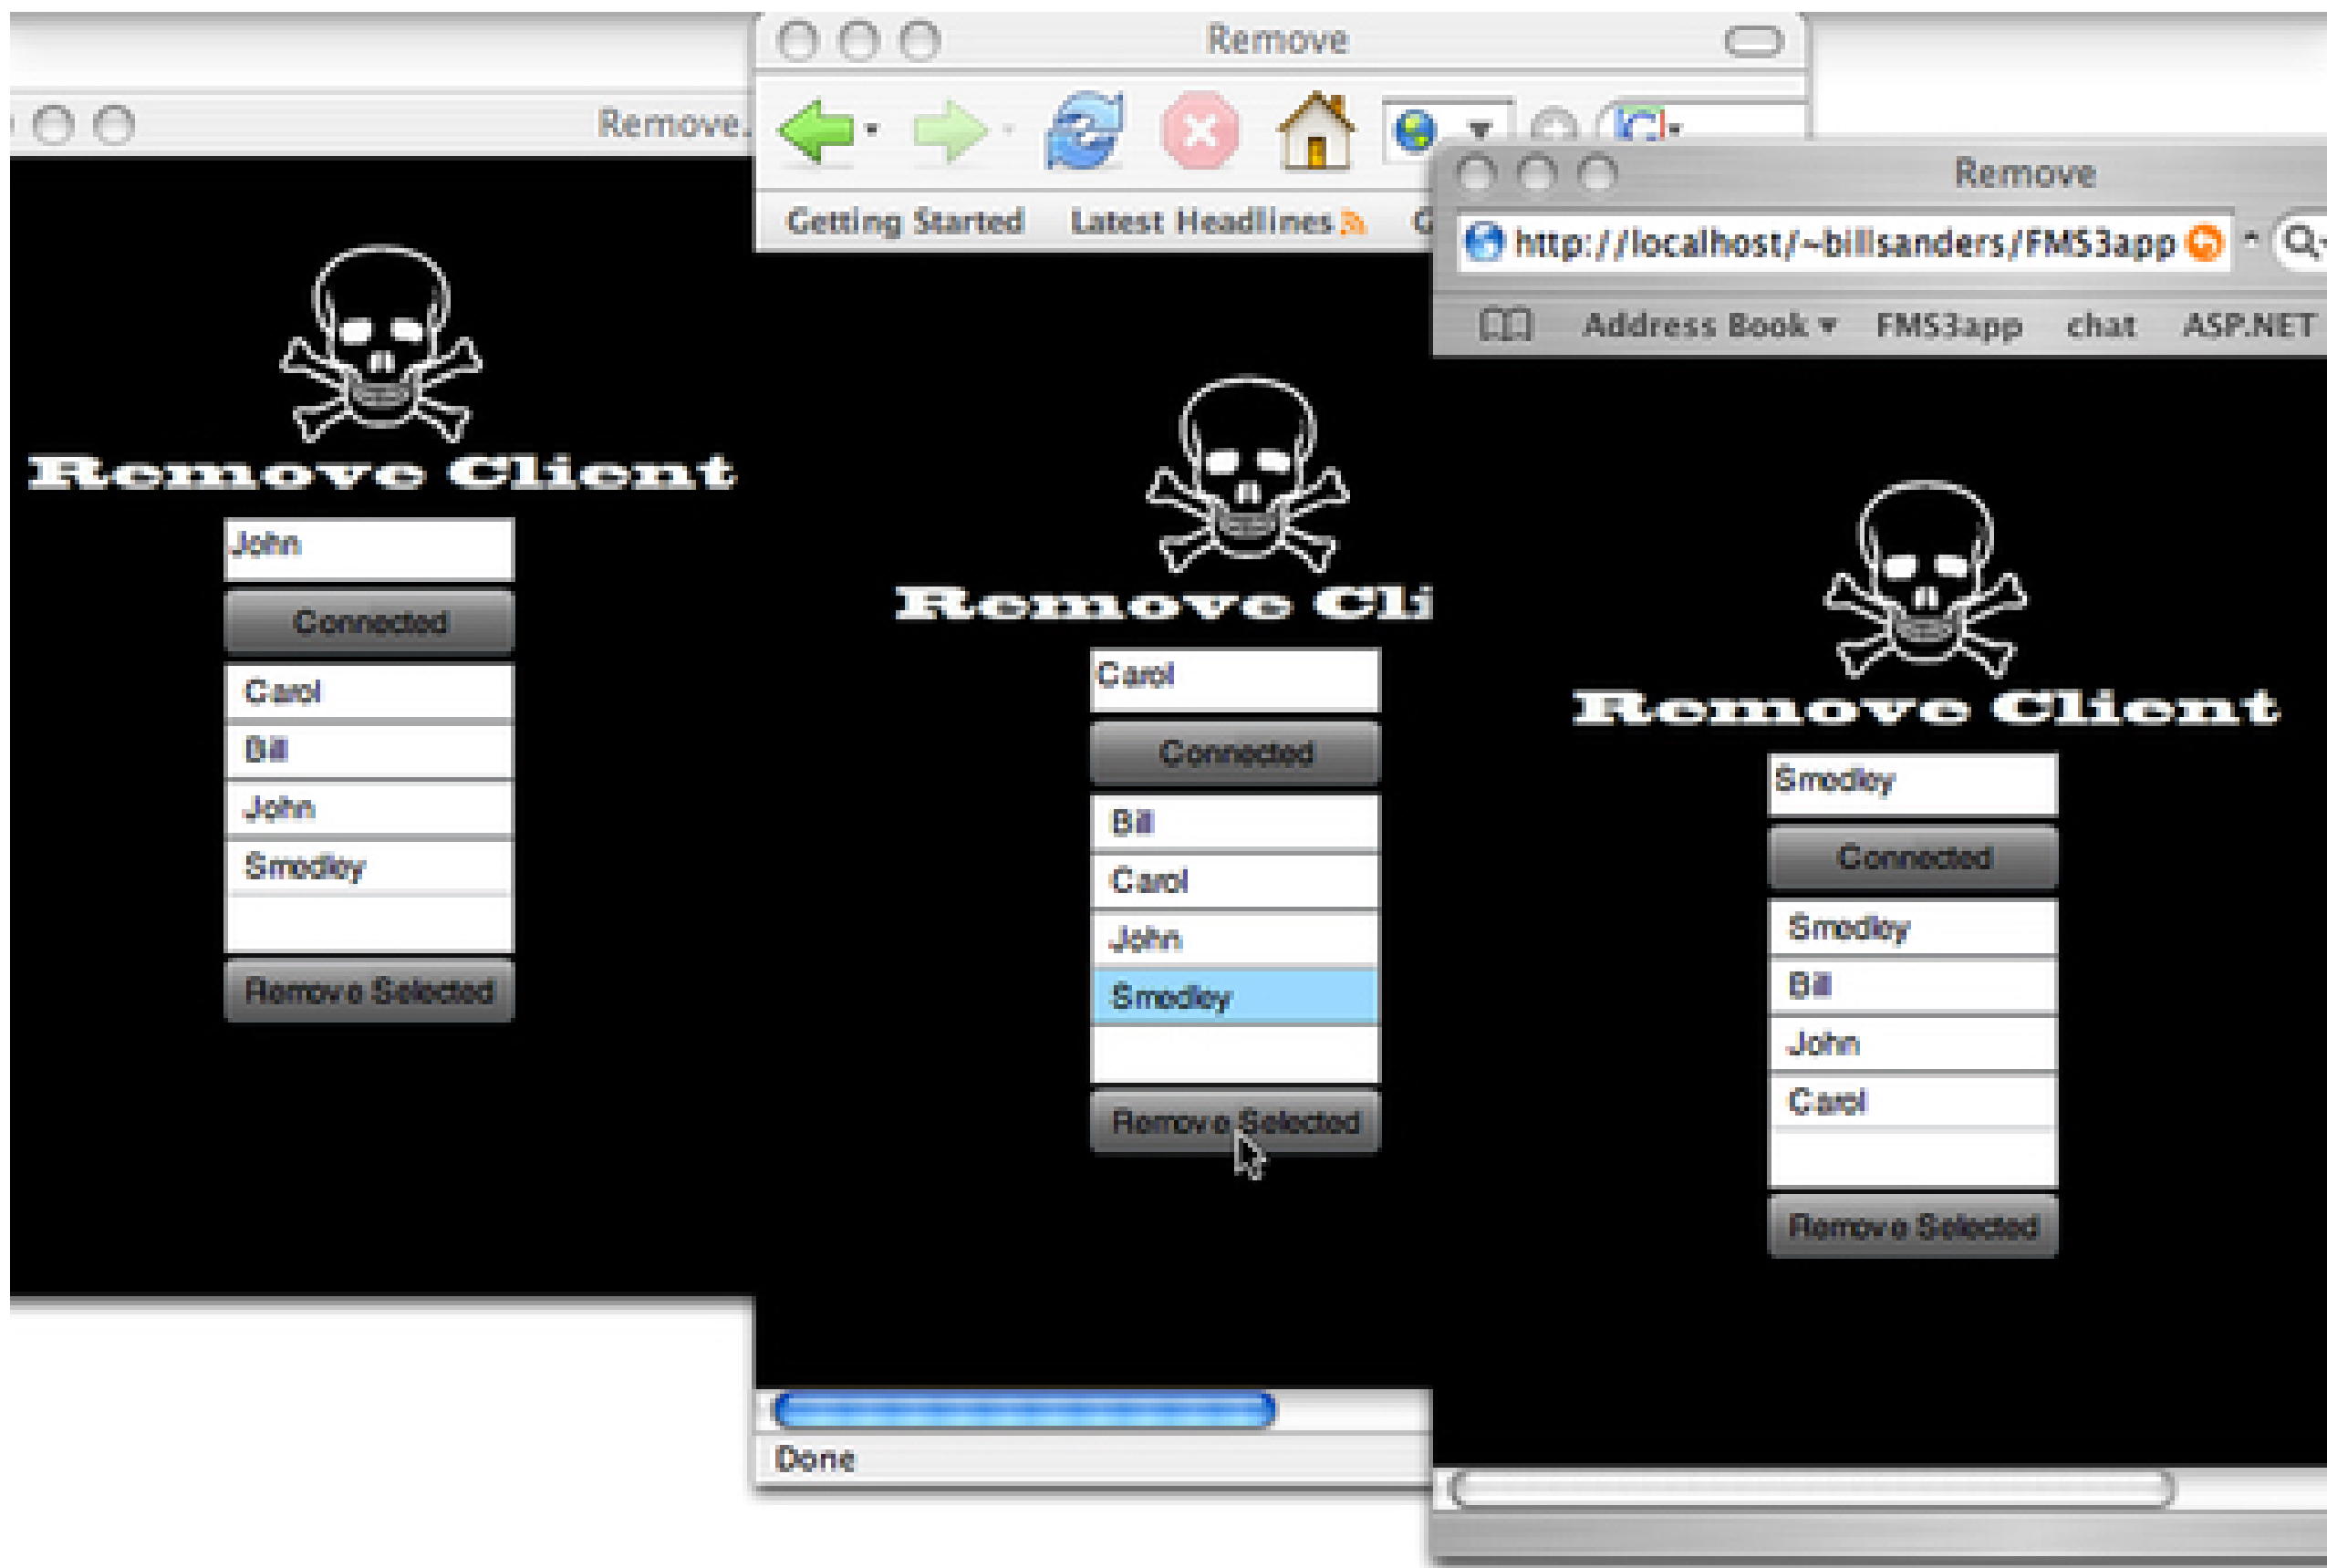 Remove.
Remove Client
John
Connected
Carol
Bill
John
Smedley
Remove Selected
Remove
Getting Started Latest Headlines G
Remove Cli
Carol
Connected
Bill
Carol
John
Smedley
Remove Selected
Done
Remove
http://localhost/~billsanders/FMS3app
Address Book FMS3app chat ASP.NET
Remove Client
Smedley
Connected
Smedley
Bill
John
Carol
Remove Selected